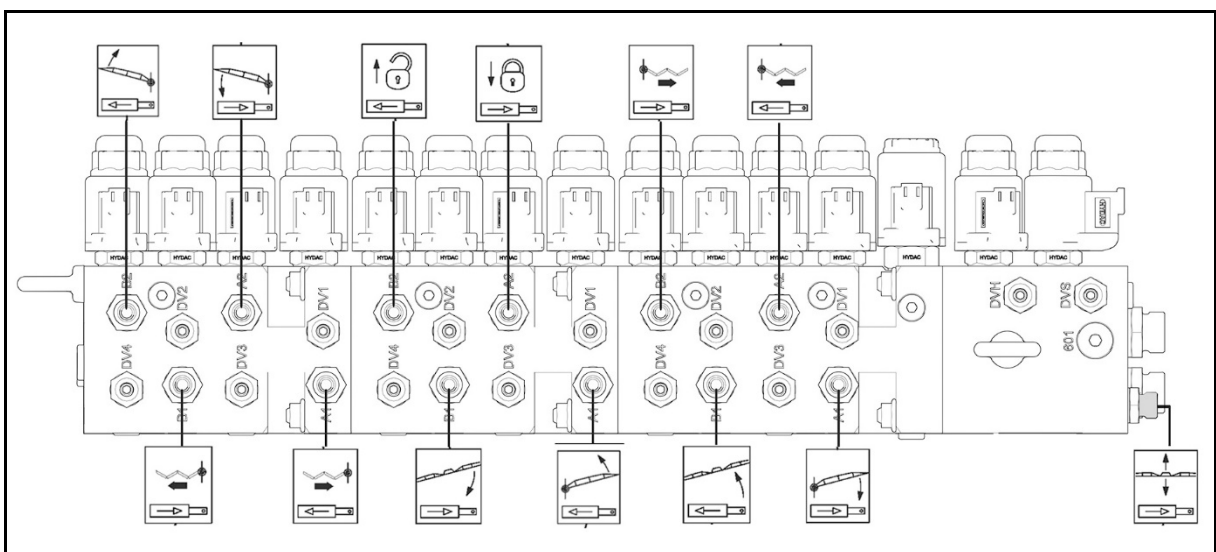 HYDAC HYDAC HYDAC HYDAC HYDAC HYDAC HYDAC HYDAC HYDAC HYDAC HYDAC HYDAC HYDAC HYDAC HYDAC
B2 DV2 A2 DV1 B2 DV2 A2 DV1 B2 DV2 A2 DV1 DVH DVS
DV4 DV3 DV4 DV3 DV4 DV3 601
B1 A1 B1 A1 B1 A1